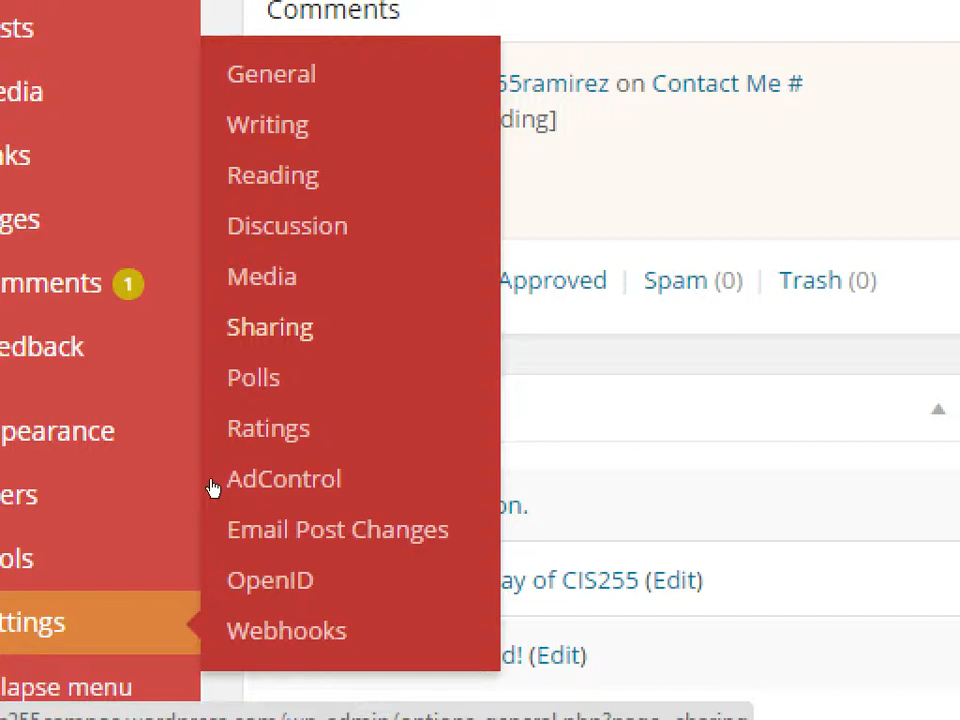 sts
edia
nks
ges
mments 1
edback
pearance
ers
ols
ttings
lapse menu
General
Writing
Reading
Discussion
Media
Sharing
Polls
Ratings
AdControl
Email Post Changes
OpenID
Webhooks
Comments
55ramirez on Contact Me #
ding]
Approved | Spam (0) | Trash (0)
on.
ay of CIS255 (Edit)
d! (Edit)